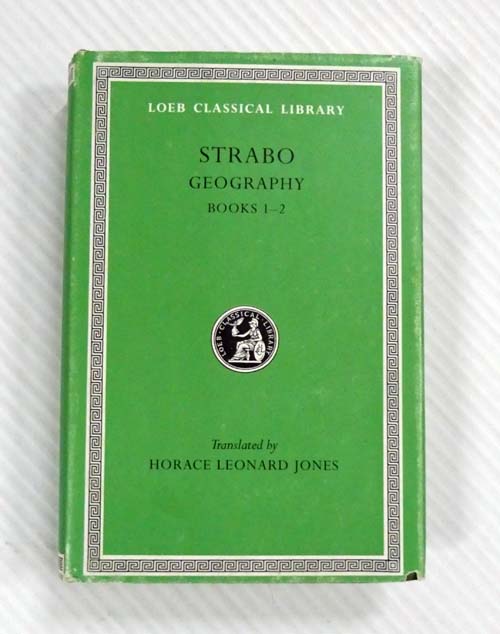 LOEB CLASSICAL LIBRARY
STRABO
GEOGRAPHY
BOOKS 1–2
LOEB · CLASSICAL · LIBRARY
Translated by
HORACE LEONARD JONES